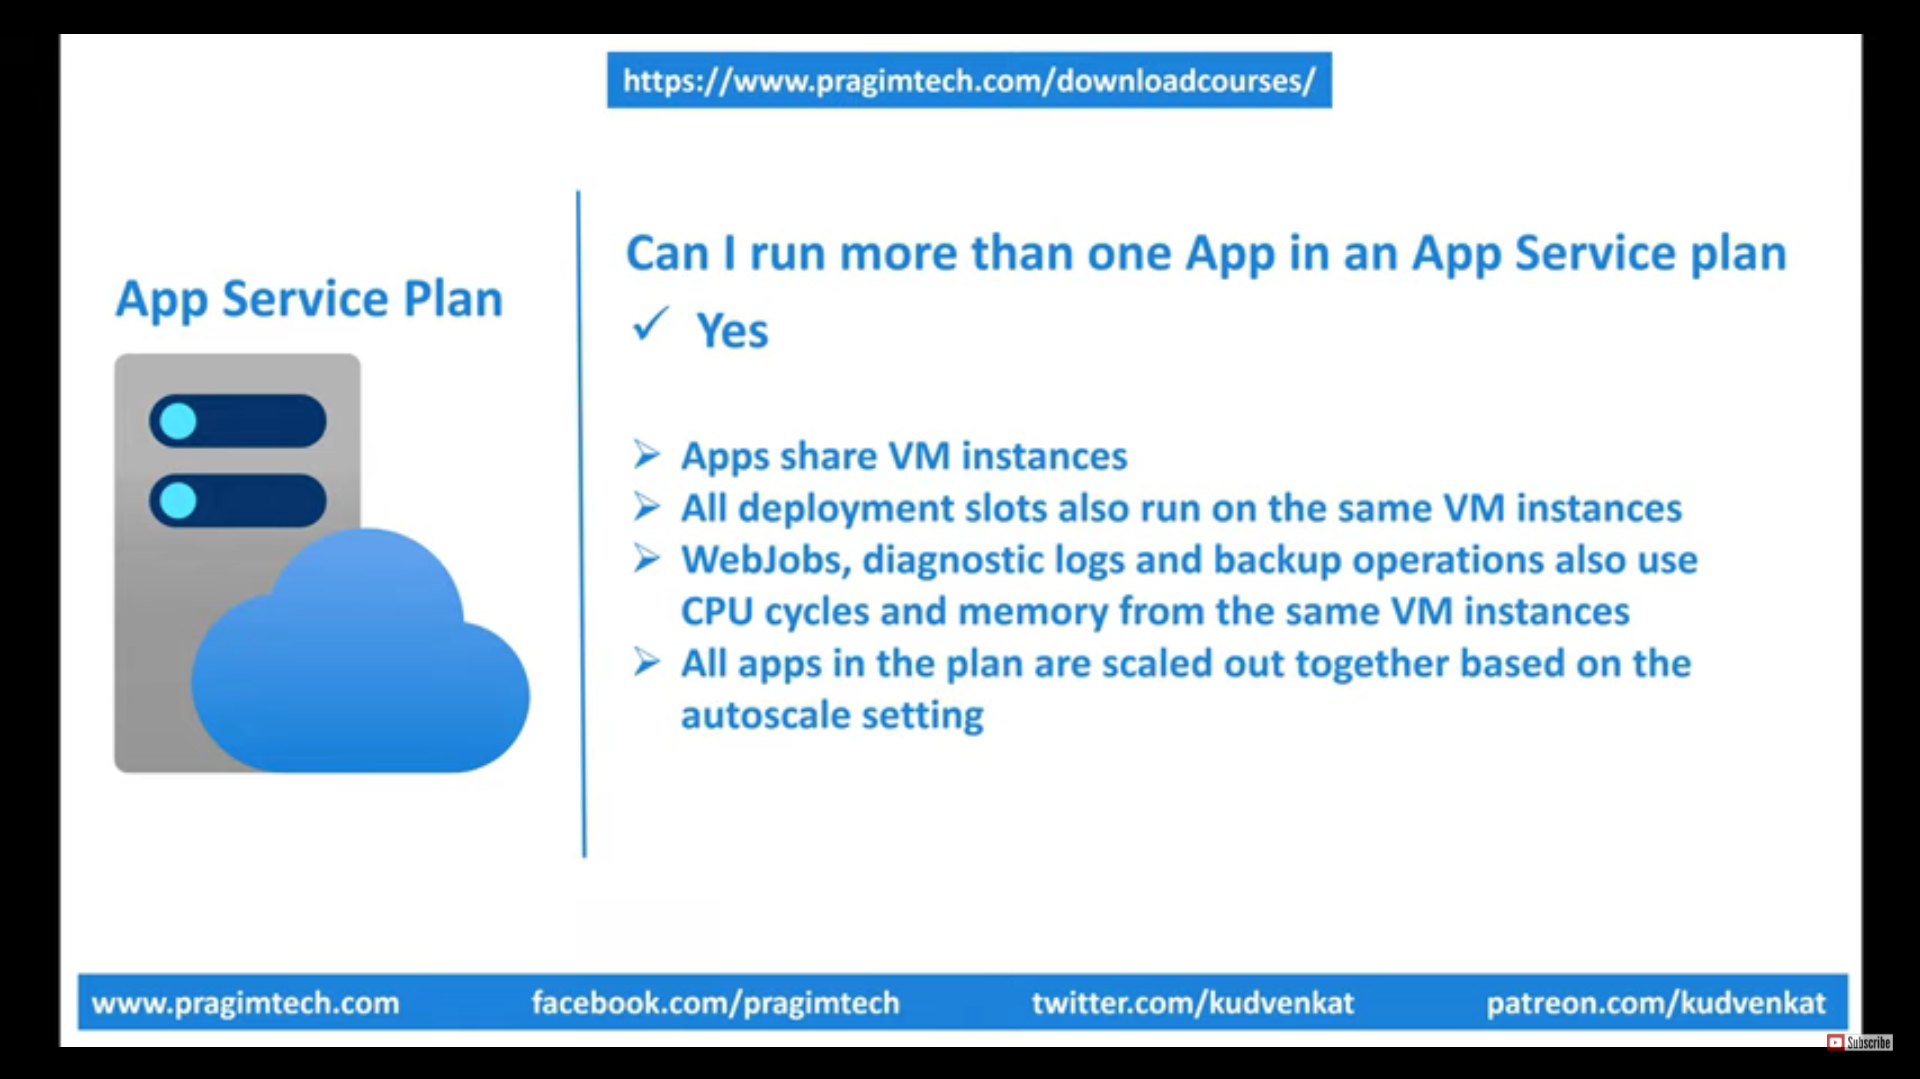 https://www.pragimtech.com/downloadcourses/
App Service Plan
Can I run more than one App in an App Service plan
✓ Yes
➢ Apps share VM instances
➢ All deployment slots also run on the same VM instances
➢ WebJobs, diagnostic logs and backup operations also use
CPU cycles and memory from the same VM instances
➢ All apps in the plan are scaled out together based on the
autoscale setting
www.pragimtech.com facebook.com/pragimtech twitter.com/kudvenkat patreon.com/kudvenkat
Subscribe